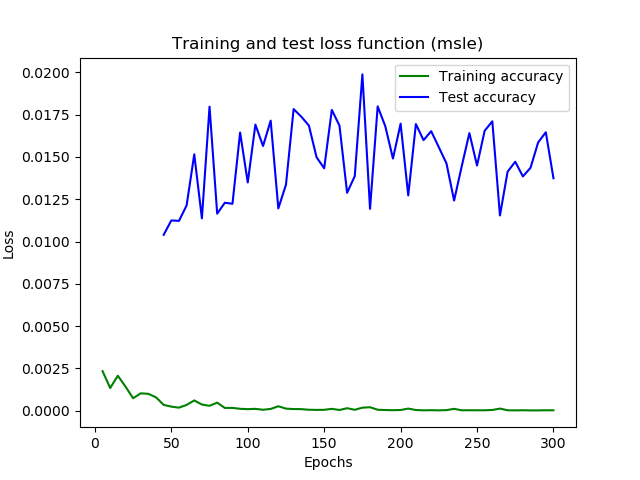 Training and test loss function (msle)
Training accuracy
Test accuracy
Loss
0.0200
0.0175
0.0150
0.0125
0.0100
0.0075
0.0050
0.0025
0.0000
0 50 100 150 200 250 300
Epochs